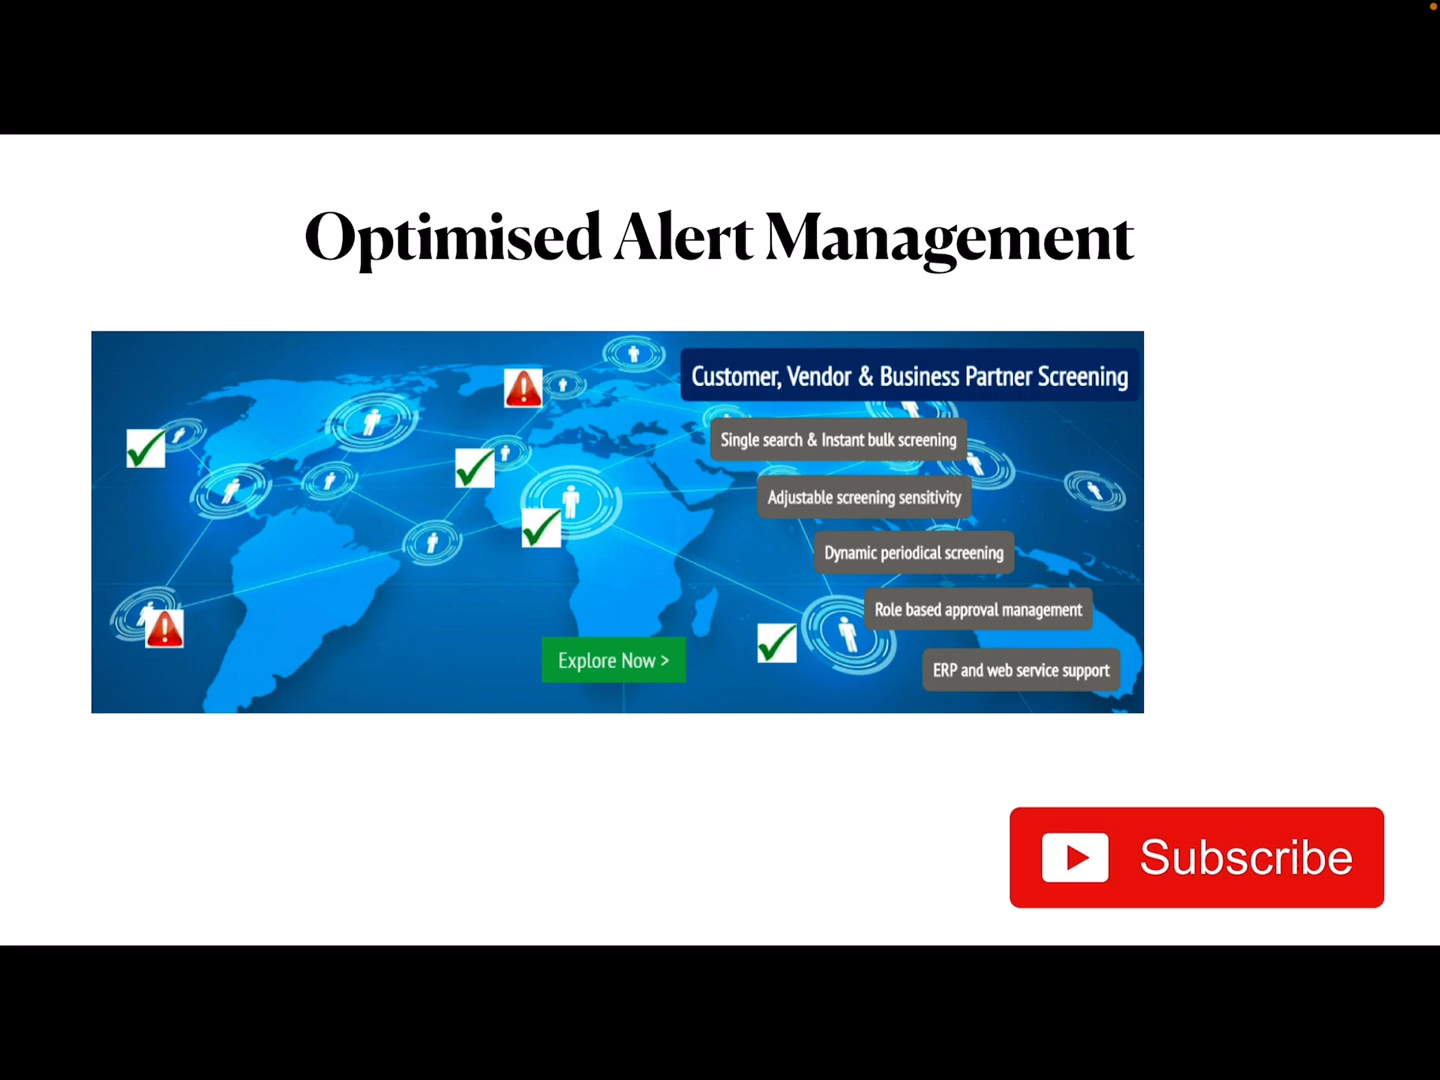 Optimised Alert Management
Customer, Vendor & Business Partner Screening
Single search & Instant bulk screening
Adjustable screening sensitivity
Dynamic periodical screening
Role based approval management
ERP and web service support
Explore Now >
Subscribe